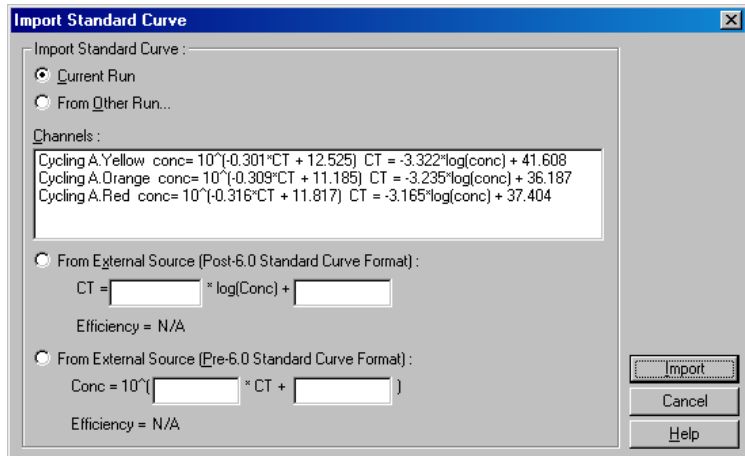 Import Standard Curve
Import Standard Curve :
Current Run
From Other Run...
Channels :
Cycling A.Yellow conc= 10^(-0.301*CT + 12.525) CT = -3.322*log(conc) + 41.608
Cycling A.Orange conc= 10^(-0.309*CT + 11.185) CT = -3.235*log(conc) + 36.187
Cycling A.Red conc= 10^(-0.316*CT + 11.817) CT = -3.165*log(conc) + 37.404
From External Source (Post-6.0 Standard Curve Format) :
CT = * log(Conc) +
Efficiency = N/A
From External Source (Pre-6.0 Standard Curve Format) :
Conc = 10^( * CT + )
Efficiency = N/A
Import
Cancel
Help